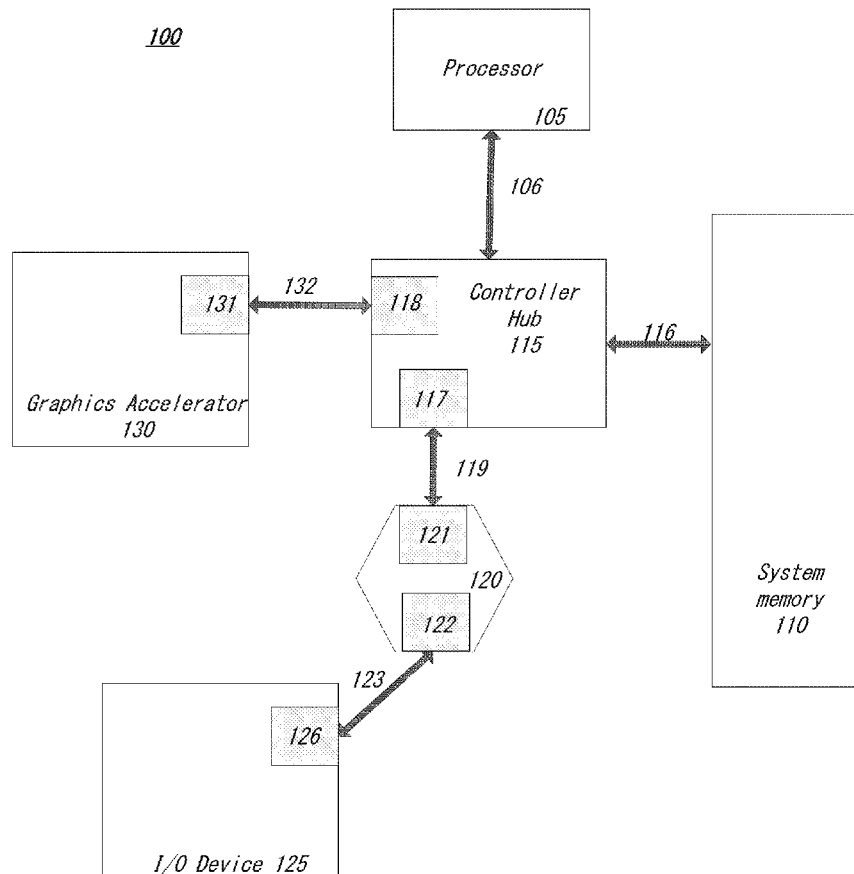 100
Processor
105
106
132
131
118
Controller
Hub
115
116
117
Graphics Accelerator
130
119
121
120
122
System
memory
110
123
126
I/O Device 125